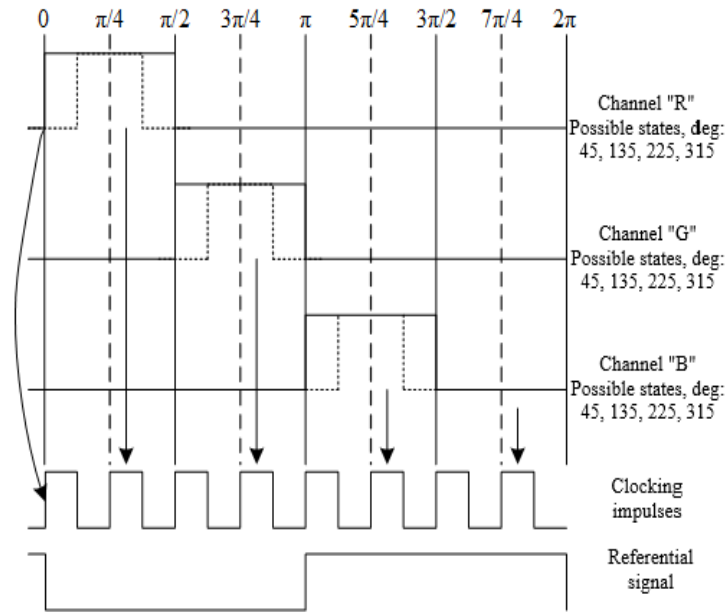 0 π/4 π/2 3π/4 π 5π/4 3π/2 7π/4 2π
Channel "R"
Possible states, deg:
45, 135, 225, 315
Channel "G"
Possible states, deg:
45, 135, 225, 315
Channel "B"
Possible states, deg:
45, 135, 225, 315
Clocking
impulses
Referential
signal